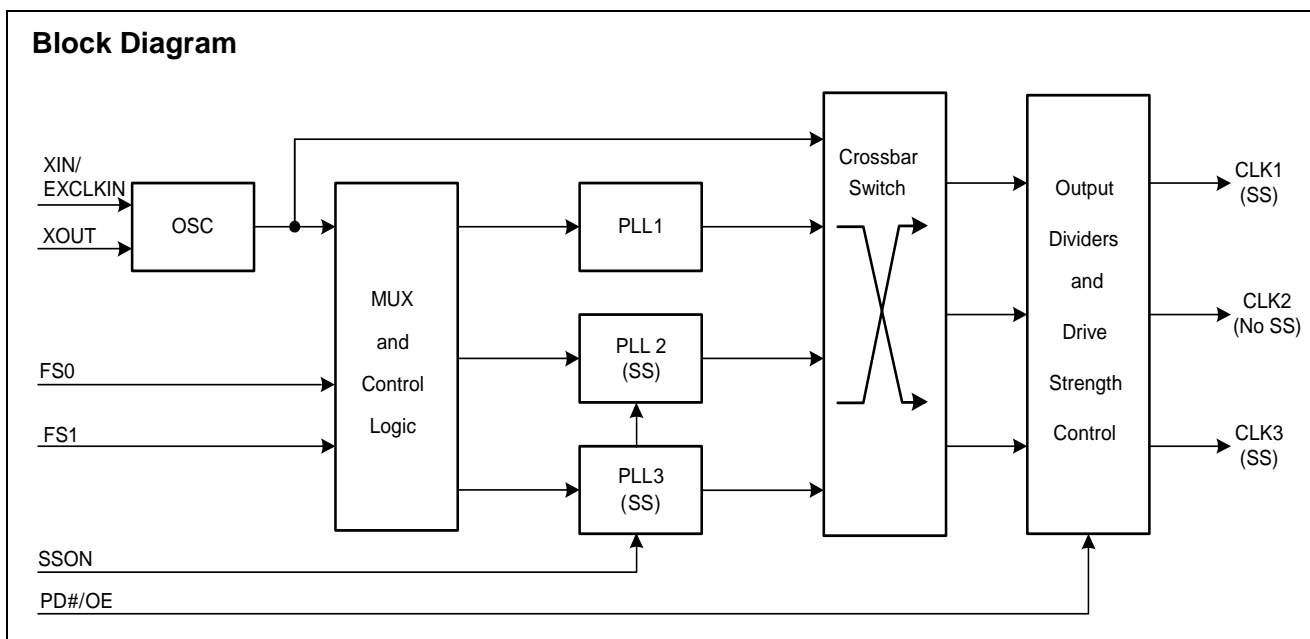 Block Diagram
XIN/
EXCLKIN
XOUT
OSC
FS0
FS1
SSON
PD#/OE
MUX
and
Control
Logic
PLL1
PLL 2
(SS)
PLL3
(SS)
Crossbar
Switch
Output
Dividers
and
Drive
Strength
Control
CLK1
(SS)
CLK2
(No SS)
CLK3
(SS)